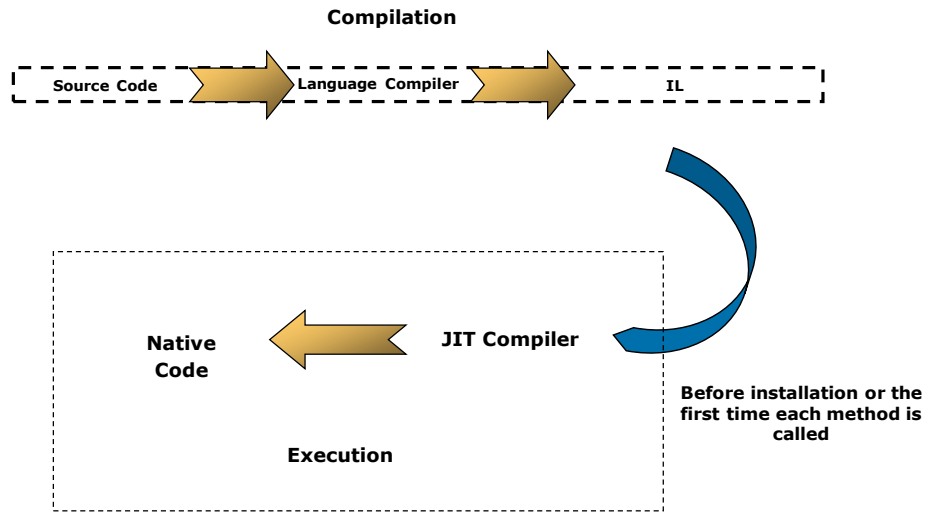 Compilation
Source Code
Language Compiler
IL
Native
Code
JIT Compiler
Before installation or the
first time each method is
called
Execution